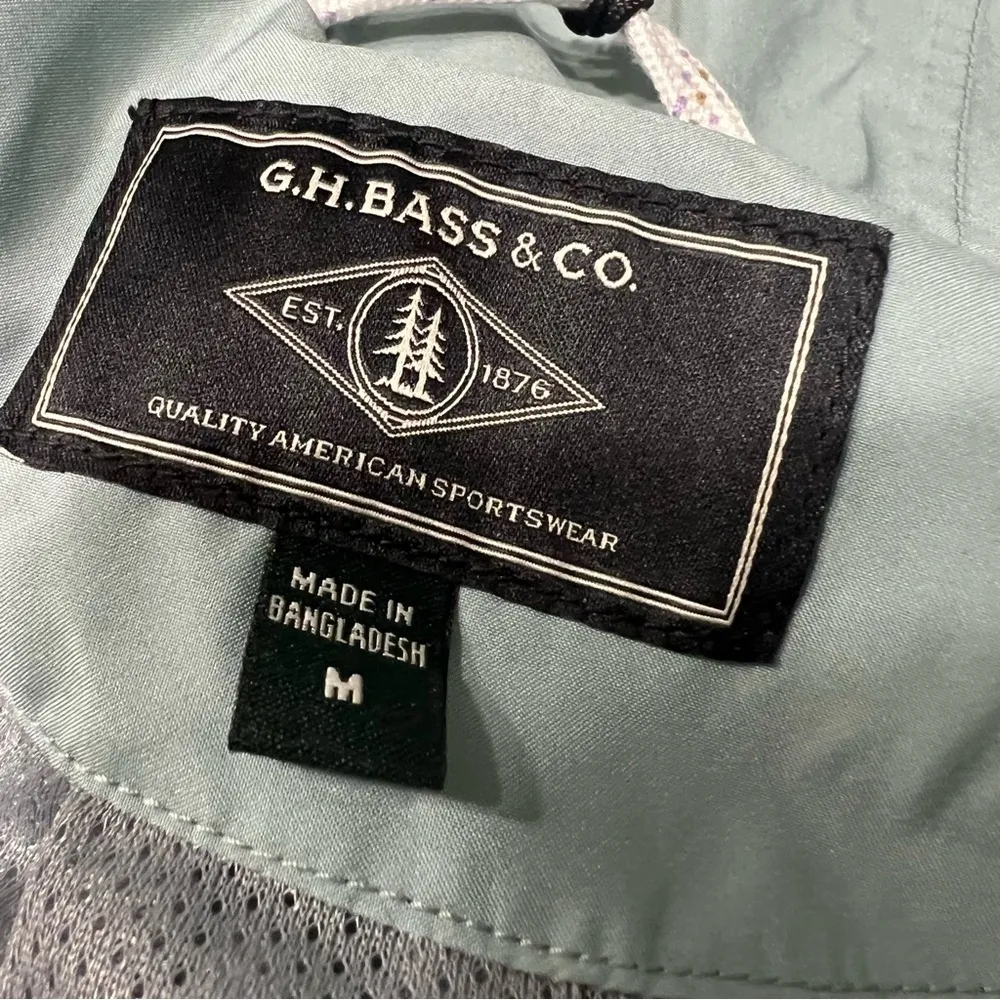 G.H.BASS & CO.
EST. 1876
QUALITY AMERICAN SPORTSWEAR
MADE IN
BANGLADESH
M